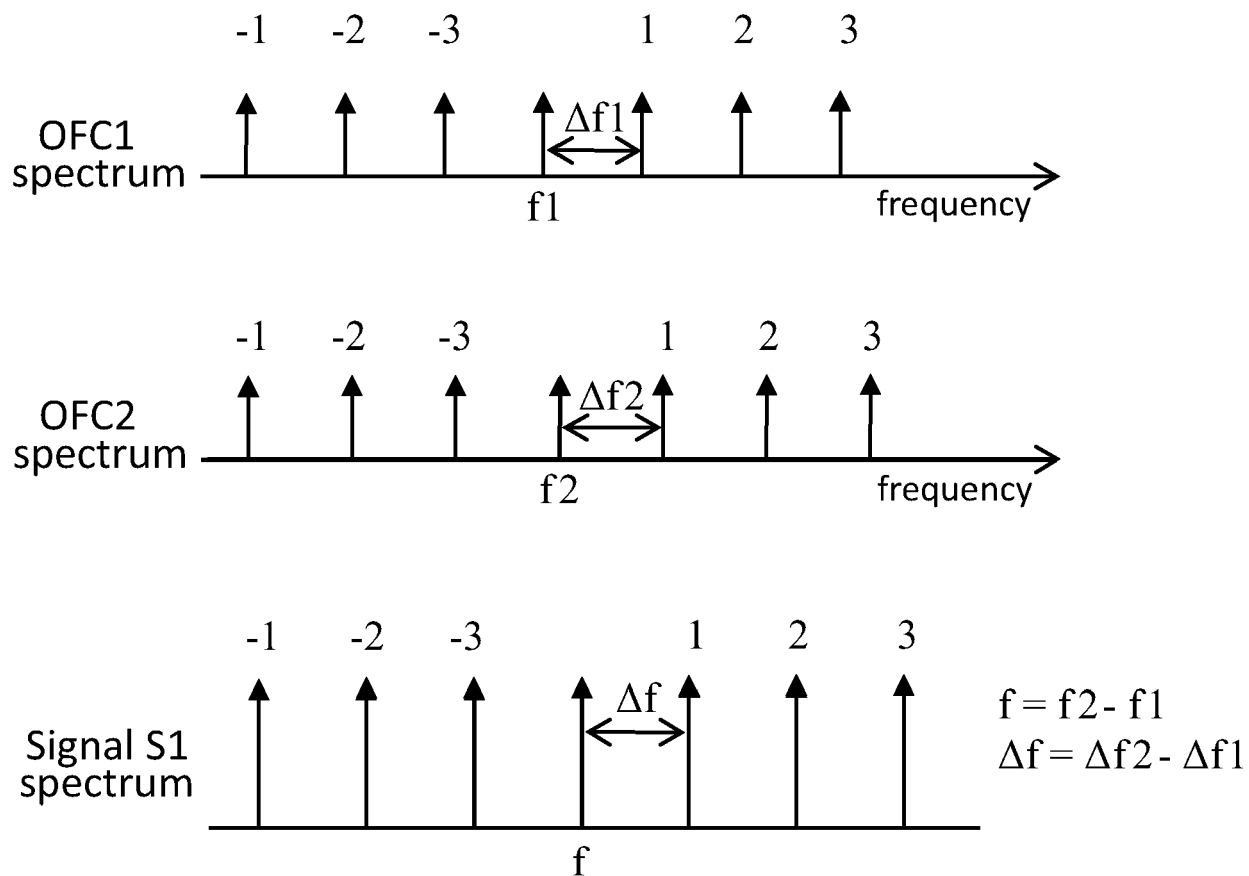 -1 -2 -3 1 2 3
OFC1
spectrum
Δf1
f1
frequency
-1 -2 -3 1 2 3
OFC2
spectrum
Δf2
f2
frequency
-1 -2 -3 1 2 3
Signal S1
spectrum
Δf
f
f = f2 - f1
Δf = Δf2 - Δf1